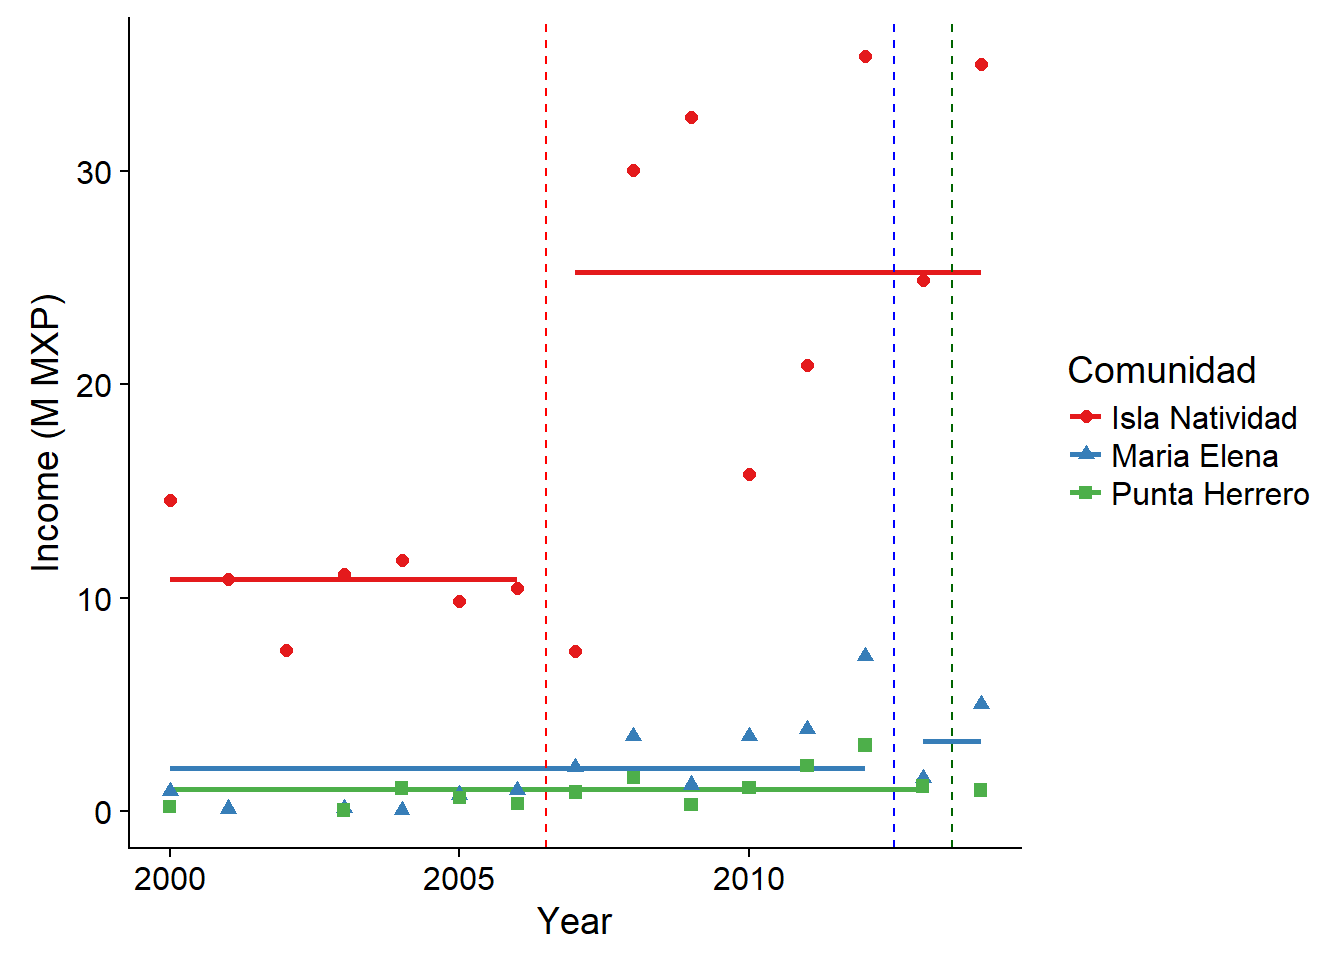 Income (M MXP)
30
20
10
0
2000
2005
2010
Year
Comunidad
Isla Natividad
Maria Elena
Punta Herrero